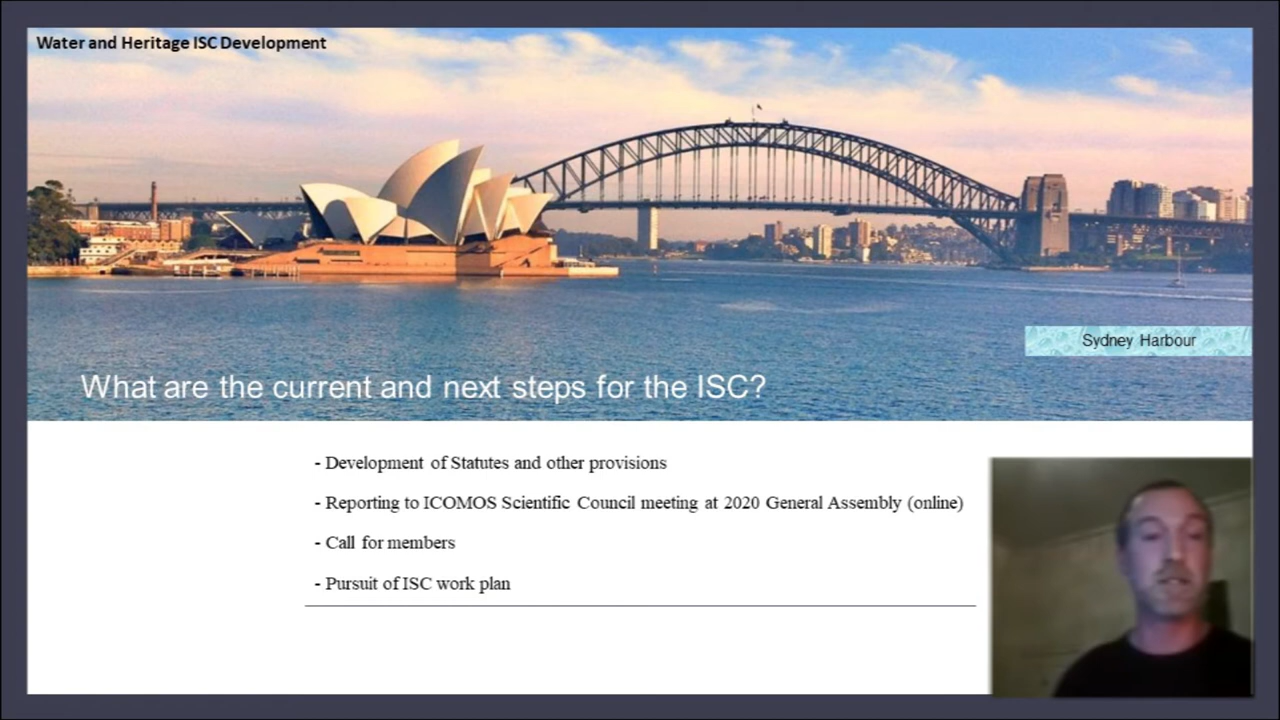 Water and Heritage ISC Development
Sydney Harbour
What are the current and next steps for the ISC?
- Development of Statutes and other provisions
- Reporting to ICOMOS Scientific Council meeting at 2020 General Assembly (online)
- Call for members
- Pursuit of ISC work plan